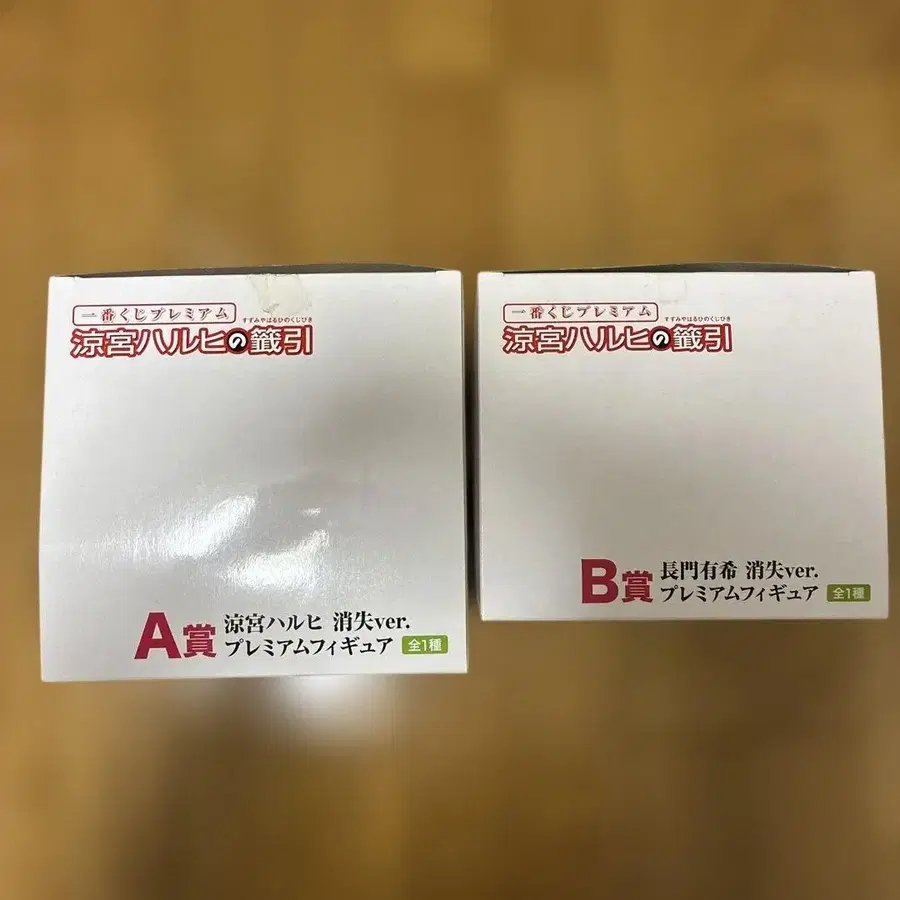 一番くじプレミアム
すずみやはるひのくじびき
涼宮ハルヒの籤引
A賞 涼宮ハルヒ 消失ver.
プレミアムフィギュア 全1種
一番くじプレミアム
すずみやはるひのくじびき
涼宮ハルヒの籤引
B賞 長門有希 消失ver.
プレミアムフィギュア 全1種